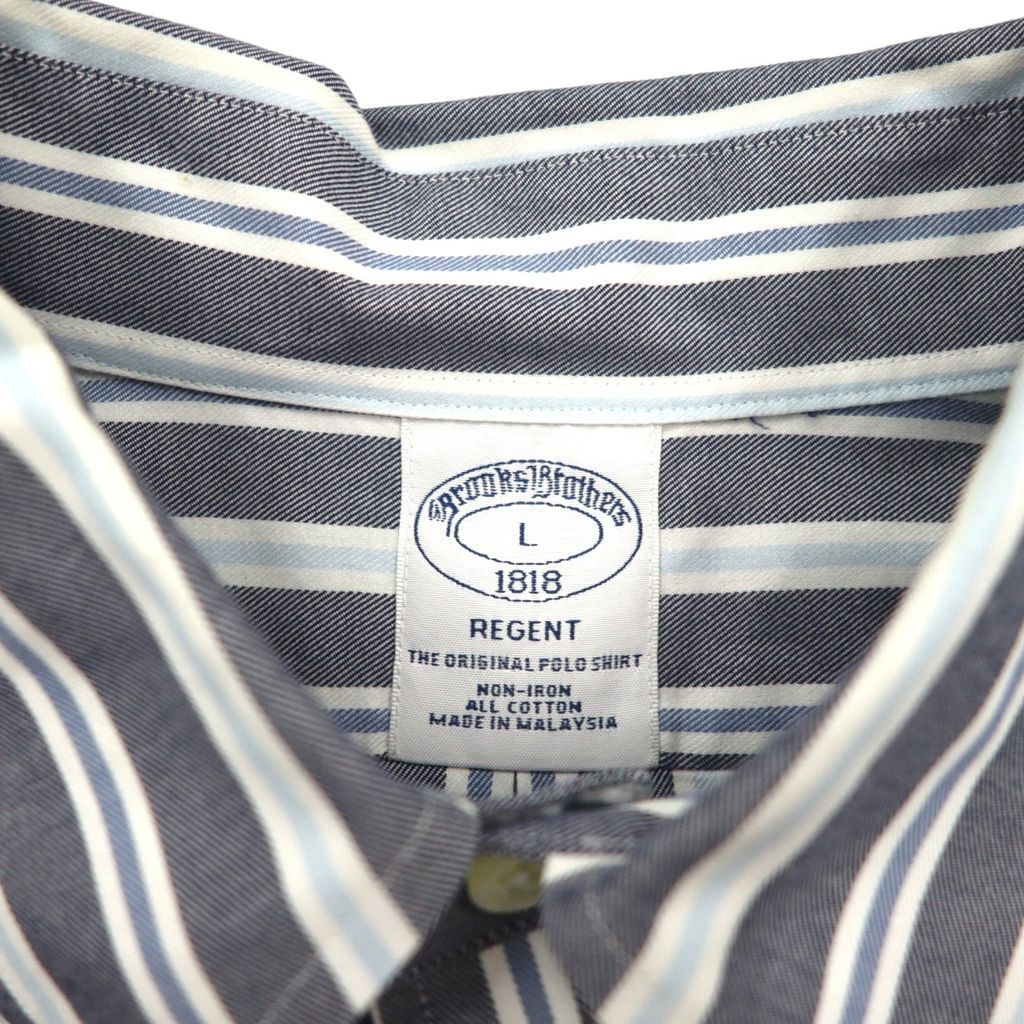 Brooks Brothers
L
1818
REGENT
THE ORIGINAL POLO SHIRT
NON-IRON
ALL COTTON
MADE IN MALAYSIA